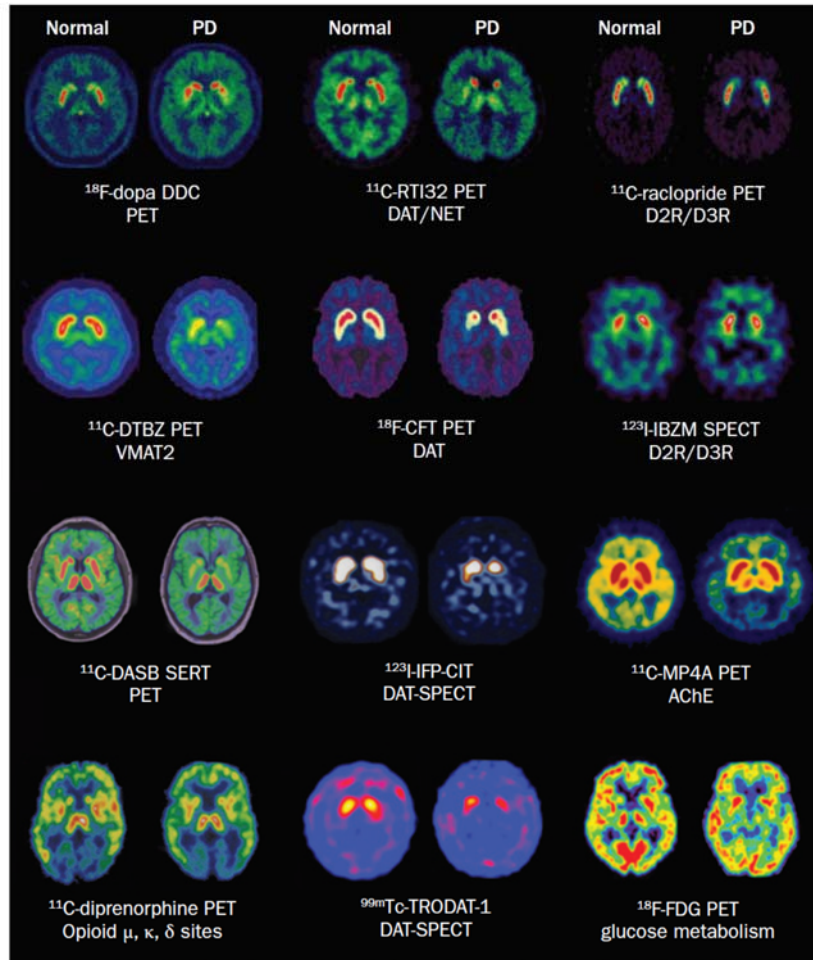 Normal PD Normal PD Normal PD
¹⁸F-dopa DDC
PET
¹¹C-RTI32 PET
DAT/NET
¹¹C-raclopride PET
D2R/D3R
¹¹C-DTBZ PET
VMAT2
¹⁸F-CFT PET
DAT
¹²³I-IBZM SPECT
D2R/D3R
¹¹C-DASB SERT
PET
¹²³I-IFP-CIT
DAT-SPECT
¹¹C-MP4A PET
AChE
¹¹C-diprenorphine PET
Opioid μ, κ, δ sites
⁹⁹ᵐTc-TRODAT-1
DAT-SPECT
¹⁸F-FDG PET
glucose metabolism